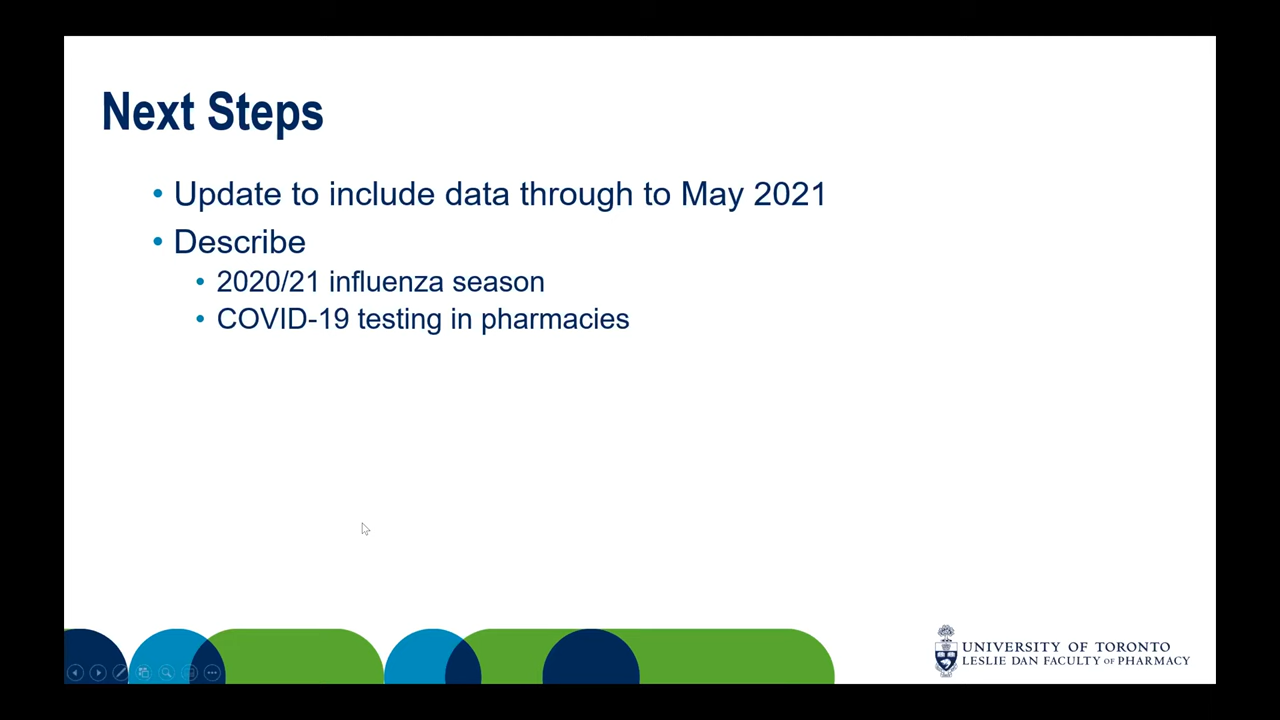 Next Steps
• Update to include data through to May 2021
• Describe
• 2020/21 influenza season
• COVID-19 testing in pharmacies
UNIVERSITY OF TORONTO
LESLIE DAN FACULTY OF PHARMACY